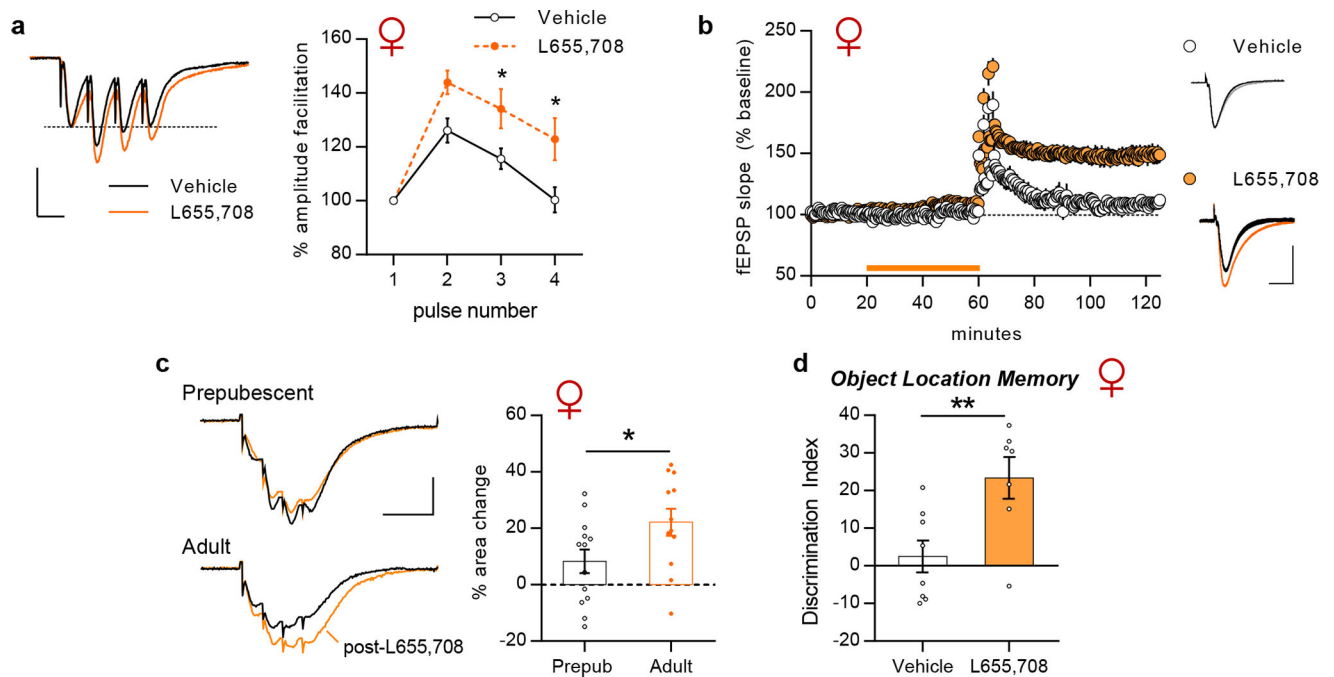 a
Vehicle
L655,708
Vehicle
L655,708
% amplitude facilitation
160
140
120
100
80
*
*
1 2 3 4
pulse number
b
fEPSP slope (% baseline)
250
200
150
100
50
0 20 40 60 80 100 120
minutes
Vehicle
L655,708
c
Prepubescent
Adult
post-L655,708
% area change
60
40
20
0
-20
*
Prepub Adult
d
Object Location Memory
**
Discrimination Index
40
30
20
10
0
-10
-20
Vehicle L655,708